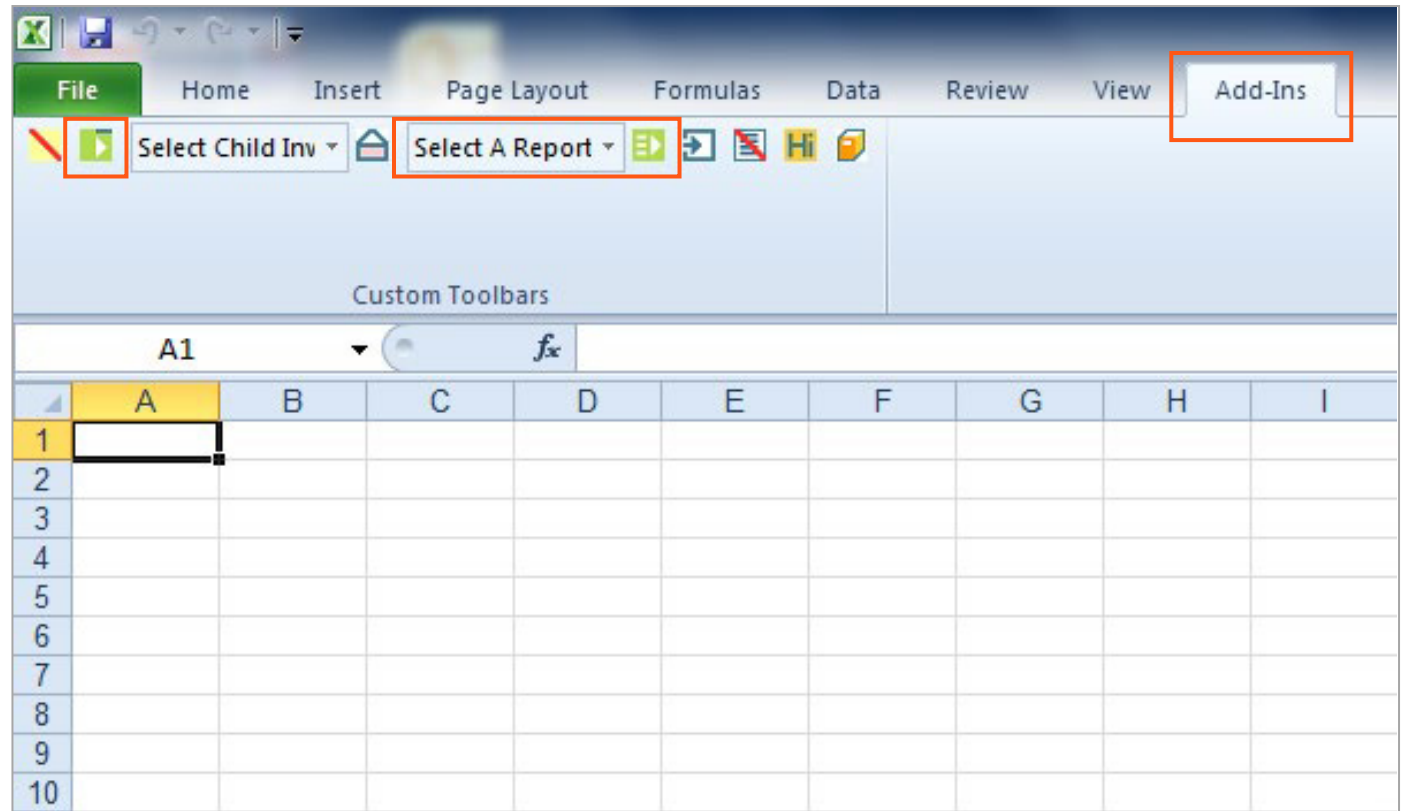 File Home Insert Page Layout Formulas Data Review View Add-Ins
Select Child Inv Select A Report Hi
Custom Toolbars
A1 fx
A B C D E F G H I
1
2
3
4
5
6
7
8
9
10